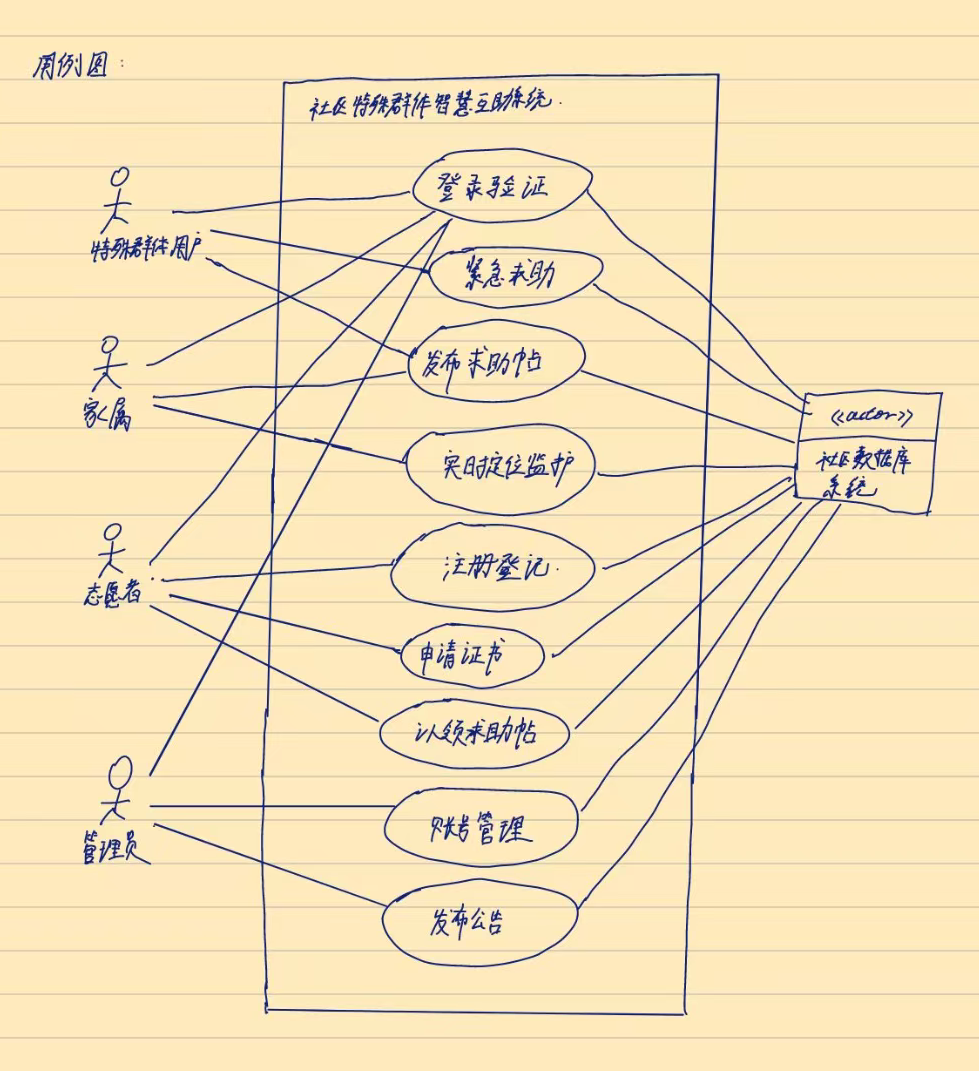 用例图:
社区特殊群体智慧互助系统.
登录验证
特殊群体用户
紧急求助
发布求助帖
家属
<<actor>>
社区数据库
系统
实时定位监护
志愿者
注册登记.
申请证书
认领求助帖
管理员
账号管理
发布公告